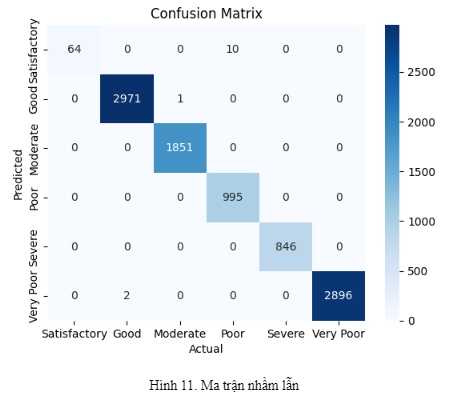 Confusion Matrix
Satisfactory 64 0 0 10 0 0
Good 0 2971 1 0 0 0
Moderate 0 0 1851 0 0 0
Poor 0 0 0 995 0 0
Severe 0 0 0 0 846 0
Very Poor 0 2 0 0 0 2896
Predicted
Satisfactory Good Moderate Poor Severe Very Poor
Actual
2500
2000
1500
1000
500
0
Hình 11. Ma trận nhầm lẫn